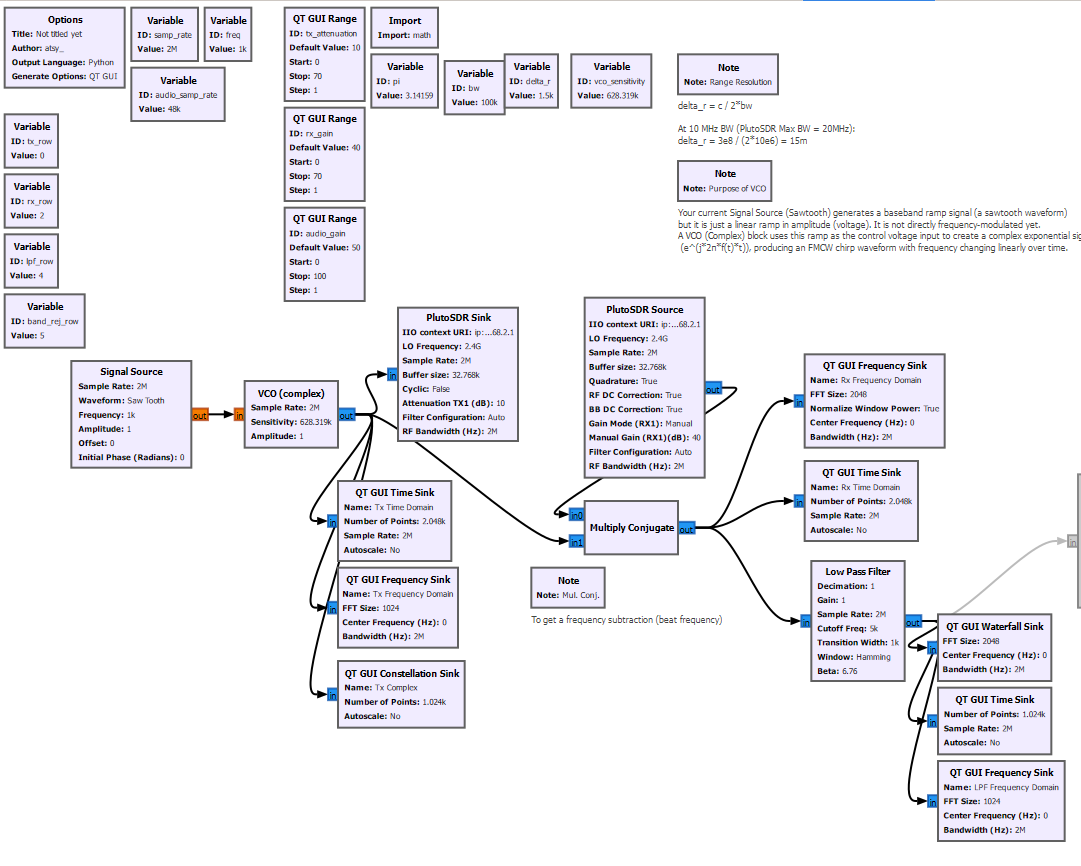 Options
Title: Not titled yet
Author: atsy_
Output Language: Python
Generate Options: QT GUI
Variable
ID: samp_rate
Value: 2M
Variable
ID: freq
Value: 1k
Variable
ID: audio_samp_rate
Value: 48k
Variable
ID: tx_row
Value: 0
Variable
ID: rx_row
Value: 2
Variable
ID: lpf_row
Value: 4
Variable
ID: band_rej_row
Value: 5
QT GUI Range
ID: tx_attenuation
Default Value: 10
Start: 0
Stop: 70
Step: 1
QT GUI Range
ID: rx_gain
Default Value: 40
Start: 0
Stop: 70
Step: 1
QT GUI Range
ID: audio_gain
Default Value: 50
Start: 0
Stop: 100
Step: 1
Import
Import: math
Variable
ID: pi
Value: 3.14159
Variable
ID: bw
Value: 100k
Variable
ID: delta_r
Value: 1.5k
Variable
ID: vco_sensitivity
Value: 628.319k
Note
Note: Range Resolution
delta_r = c / 2*bw
At 10 MHz BW (PlutoSDR Max BW = 20MHz):
delta_r = 3e8 / (2*10e6) = 15m
Note
Note: Purpose of VCO
Your current Signal Source (Sawtooth) generates a baseband ramp signal (a sawtooth waveform)
but it is just a linear ramp in amplitude (voltage). It is not directly frequency-modulated yet.
A VCO (Complex) block uses this ramp as the control voltage input to create a complex exponential sig
(e^(j*2π*f(t)*t)), producing an FMCW chirp waveform with frequency changing linearly over time.
Signal Source
Sample Rate: 2M
Waveform: Saw Tooth
Frequency: 1k
Amplitude: 1
Offset: 0
Initial Phase (Radians): 0
out
in
VCO (complex)
Sample Rate: 2M
Sensitivity: 628.319k
Amplitude: 1
out
in
PlutoSDR Sink
IIO context URI: ip:...68.2.1
LO Frequency: 2.4G
Sample Rate: 2M
Buffer size: 32.768k
Cyclic: False
Attenuation TX1 (dB): 10
Filter Configuration: Auto
RF Bandwidth (Hz): 2M
in
QT GUI Time Sink
Name: Tx Time Domain
Number of Points: 2.048k
Sample Rate: 2M
Autoscale: No
in
QT GUI Frequency Sink
Name: Tx Frequency Domain
FFT Size: 1024
Center Frequency (Hz): 0
Bandwidth (Hz): 2M
in
QT GUI Constellation Sink
Name: Tx Complex
Number of Points: 1.024k
Autoscale: No
PlutoSDR Source
IIO context URI: ip:...68.2.1
LO Frequency: 2.4G
Sample Rate: 2M
Buffer size: 32.768k
Quadrature: True
RF DC Correction: True
BB DC Correction: True
Gain Mode (RX1): Manual
Manual Gain (RX1)(dB): 40
Filter Configuration: Auto
RF Bandwidth (Hz): 2M
out
in0
in1
Multiply Conjugate
out
Note
Note: Mul. Conj.
To get a frequency subtraction (beat frequency)
in
QT GUI Frequency Sink
Name: Rx Frequency Domain
FFT Size: 2048
Normalize Window Power: True
Center Frequency (Hz): 0
Bandwidth (Hz): 2M
in
QT GUI Time Sink
Name: Rx Time Domain
Number of Points: 2.048k
Sample Rate: 2M
Autoscale: No
in
Low Pass Filter
Decimation: 1
Gain: 1
Sample Rate: 2M
Cutoff Freq: 5k
Transition Width: 1k
Window: Hamming
Beta: 6.76
out
in
in
QT GUI Waterfall Sink
FFT Size: 2048
Center Frequency (Hz): 0
Bandwidth (Hz): 2M
in
QT GUI Time Sink
Number of Points: 1.024k
Sample Rate: 2M
Autoscale: No
in
QT GUI Frequency Sink
Name: LPF Frequency Domain
FFT Size: 1024
Center Frequency (Hz): 0
Bandwidth (Hz): 2M